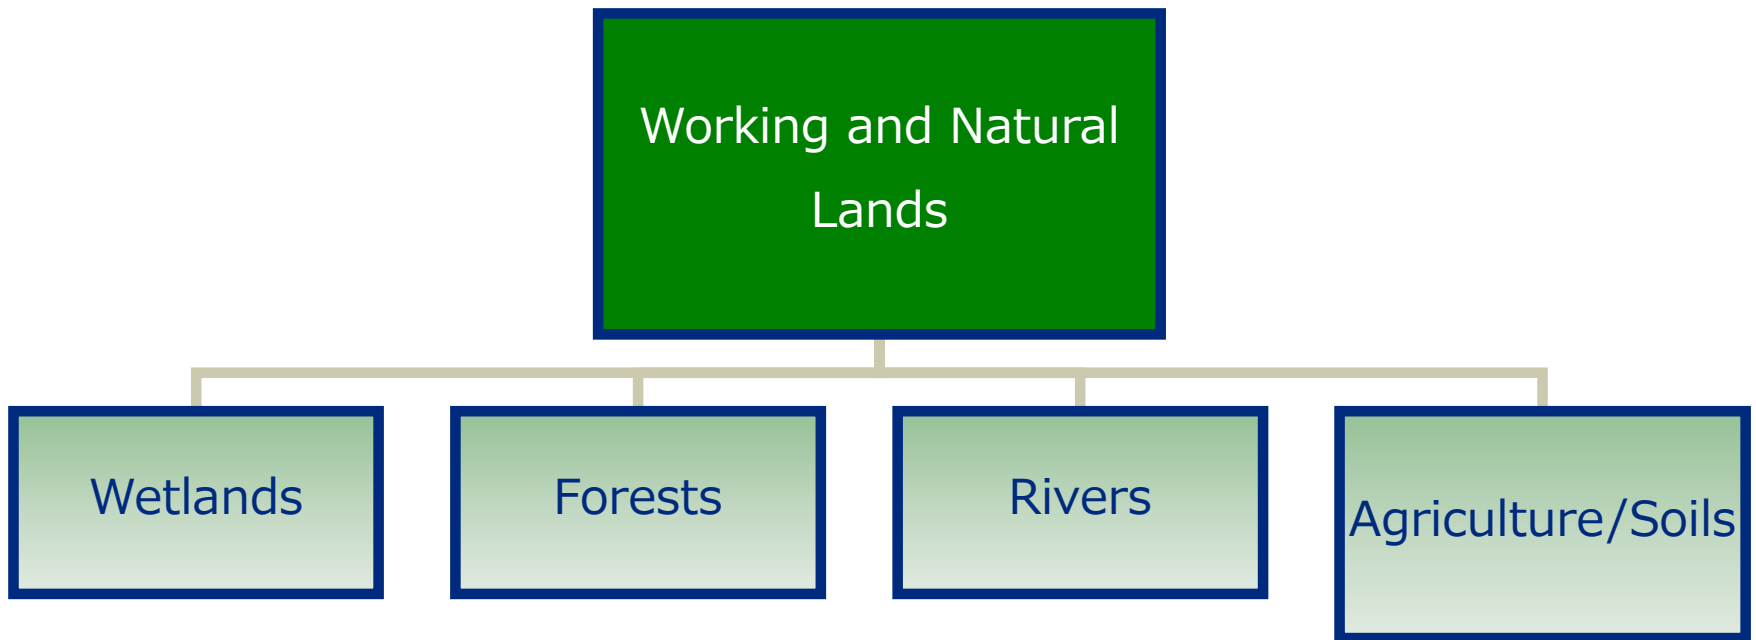 Working and Natural
Lands
Wetlands
Forests
Rivers
Agriculture/Soils